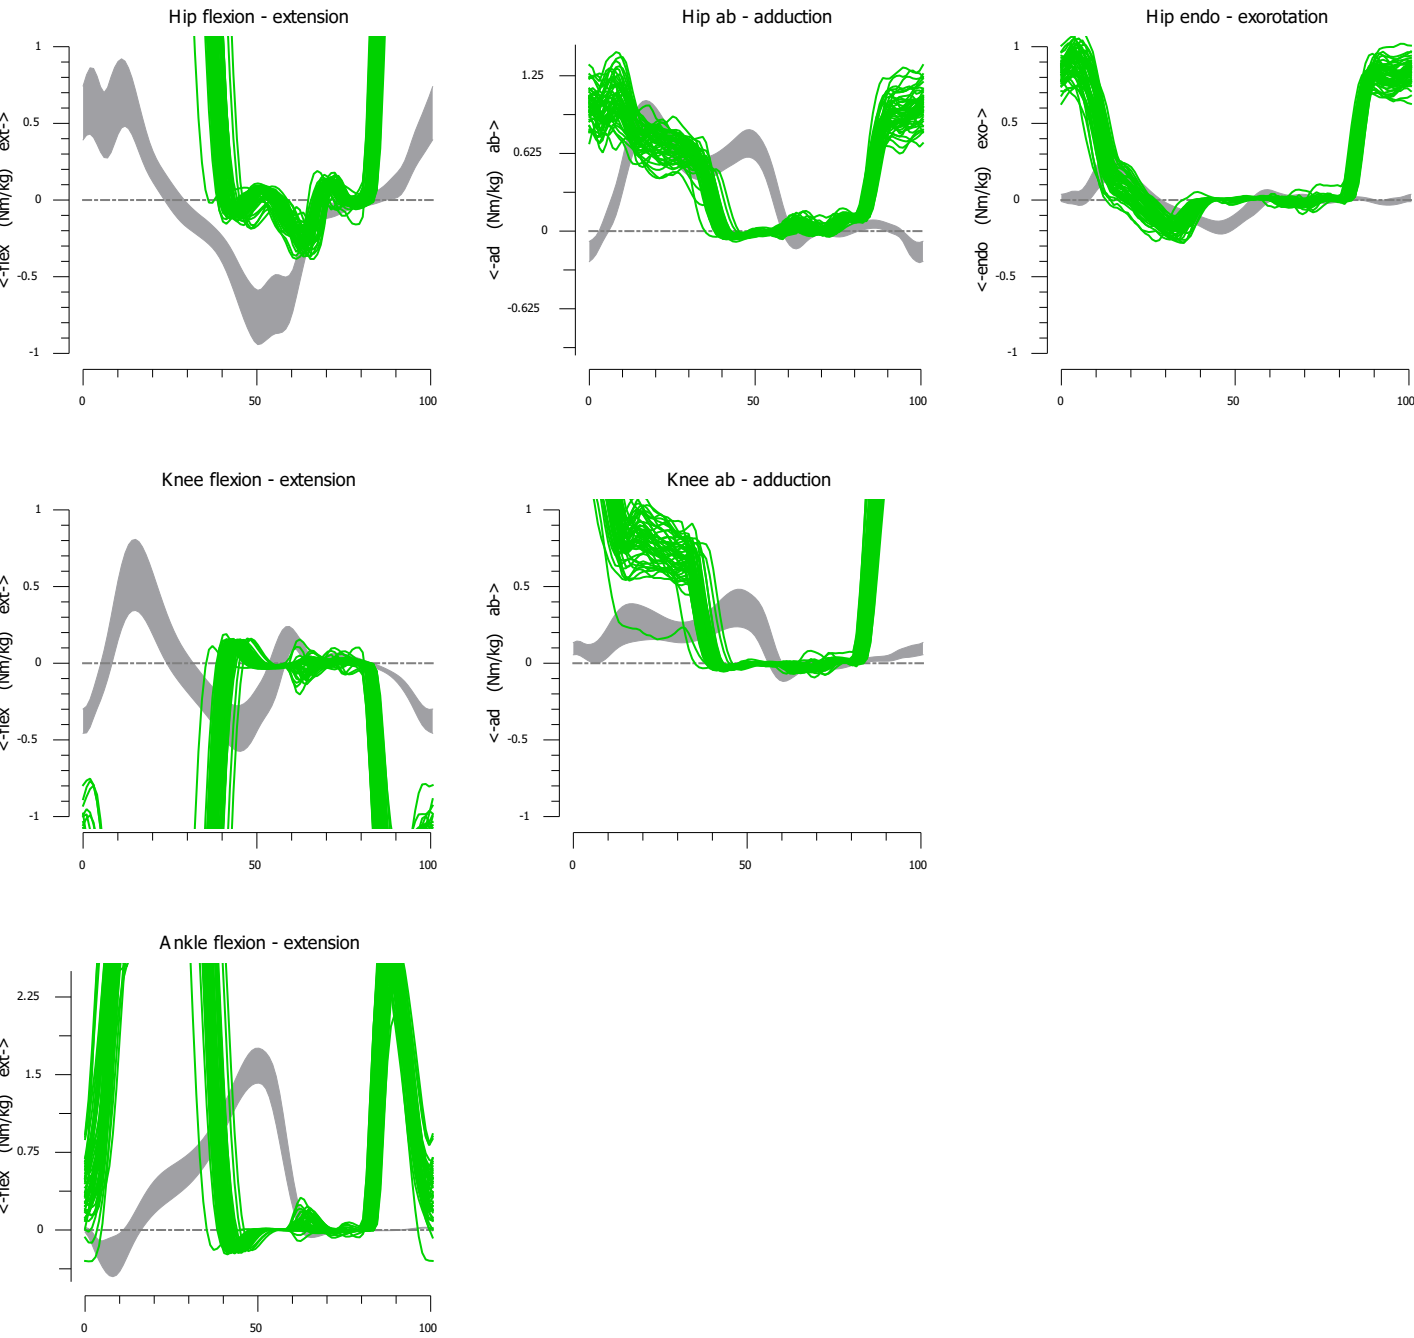 Hip flexion - extension
Hip ab - adduction
Hip endo - exorotation
<-flex (Nm/kg) ext->
1
0.5
0
-0.5
-1
0 50 100
<-ad (Nm/kg) ab->
1.25
0.625
0
-0.625
0 50 100
<-endo (Nm/kg) exo->
1
0.5
0
-0.5
-1
0 50 100
Knee flexion - extension
Knee ab - adduction
<-flex (Nm/kg) ext->
1
0.5
0
-0.5
-1
0 50 100
<-ad (Nm/kg) ab->
1
0.5
0
-0.5
-1
0 50 100
Ankle flexion - extension
<-flex (Nm/kg) ext->
2.25
1.5
0.75
0
0 50 100